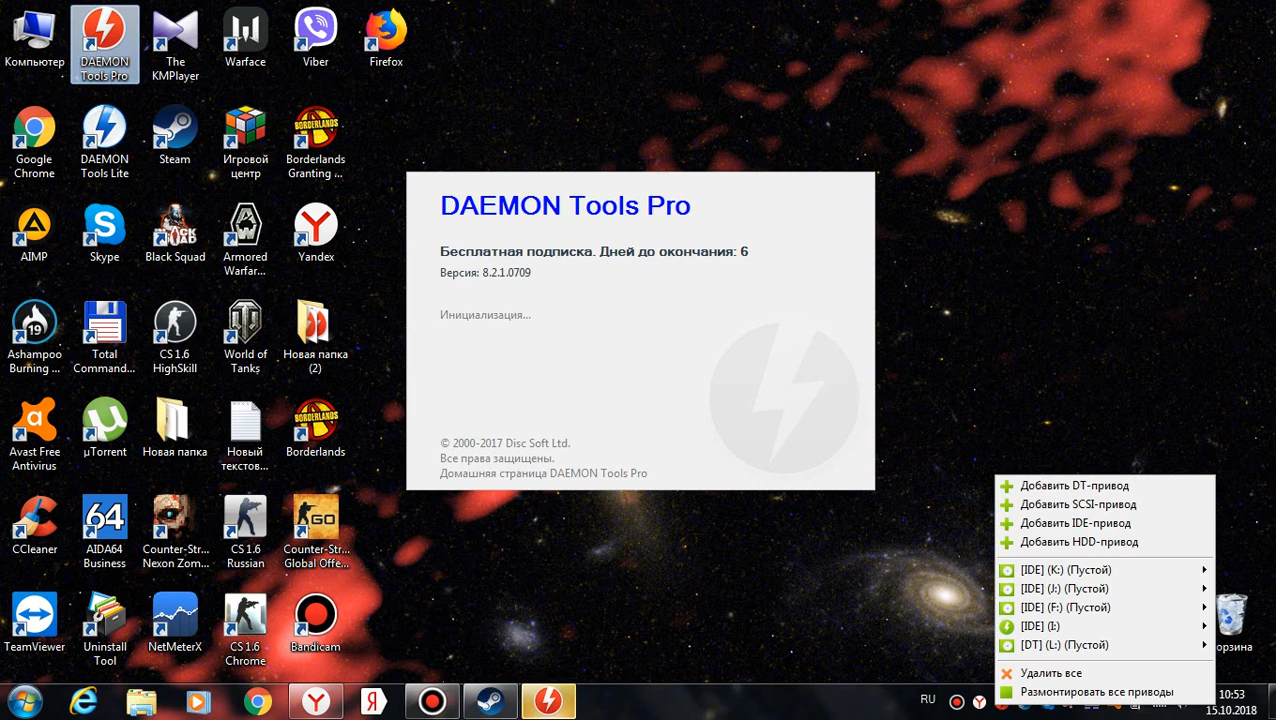 Компьютер
DAEMON
Tools Pro
The
KMPlayer
Warface
Viber
Firefox
Google
Chrome
DAEMON
Tools Lite
Steam
Игровой
центр
BORDERLANDS
Borderlands
Granting ...
AIMP
Skype
Black Squad
Armored
Warfar...
Yandex
19
Ashampoo
Burning ...
Total
Command...
CS 1.6
HighSkill
World of
Tanks
Новая папка
(2)
Avast Free
Antivirus
µTorrent
Новая папка
Новый
текстов...
BORDERLANDS
Borderlands
CCleaner
64
AIDA64
Business
Counter-Str...
Nexon Zom...
CS 1.6
Russian
GO
Counter-Str...
Global Offe...
TeamViewer
Uninstall
Tool
NetMeterX
CS 1.6
Chrome
Bandicam
DAEMON Tools Pro
Бесплатная подписка. Дней до окончания: 6
Версия: 8.2.1.0709
Инициализация...
© 2000-2017 Disc Soft Ltd.
Все права защищены.
Домашняя страница DAEMON Tools Pro
Добавить DT-привод
Добавить SCSI-привод
Добавить IDE-привод
Добавить HDD-привод
[IDE] (K:) (Пустой)
[IDE] (J:) (Пустой)
[IDE] (F:) (Пустой)
[IDE] (I:)
[DT] (L:) (Пустой)
Удалить все
Размонтировать все приводы
орзина
Я
RU
10:53
15.10.2018